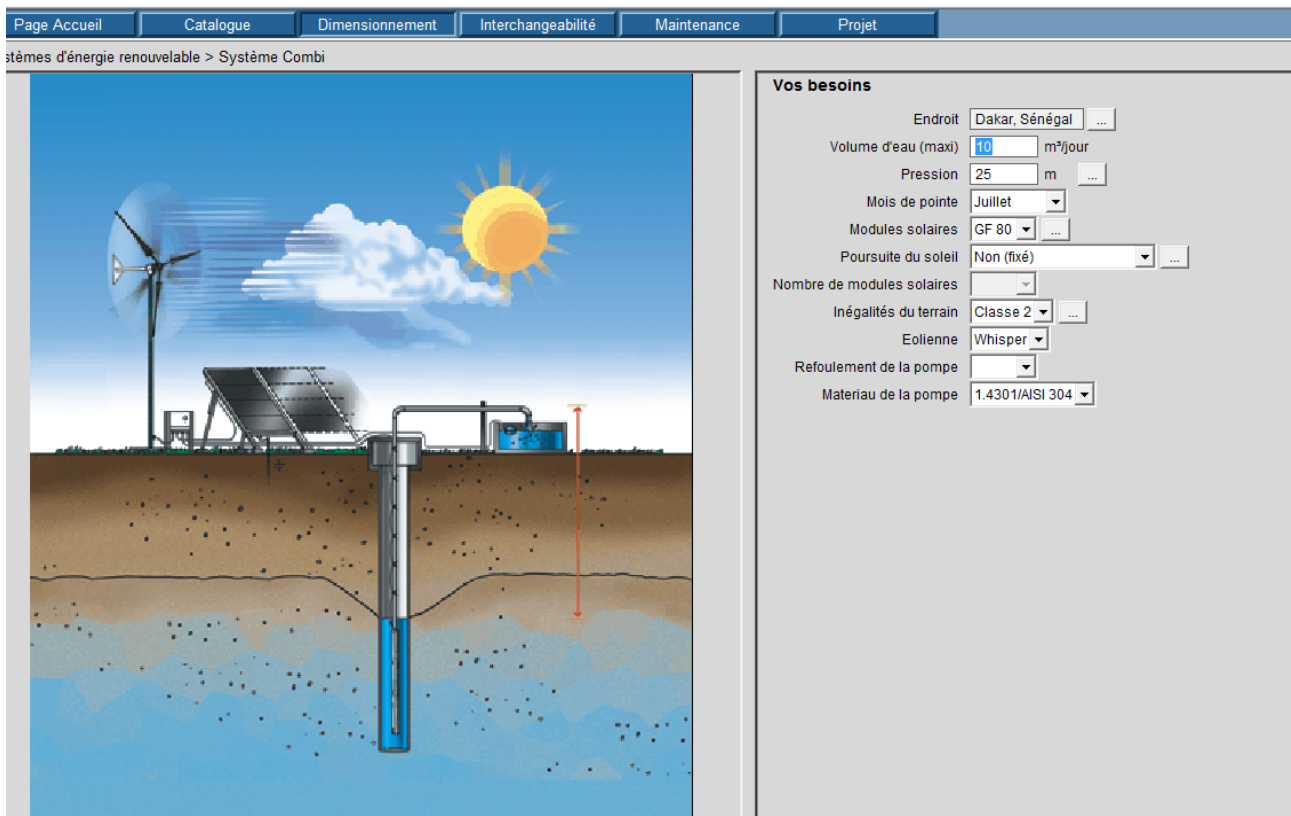 Page Accueil Catalogue Dimensionnement Interchangeabilité Maintenance Projet
stèmes d'énergie renouvelable > Système Combi
Vos besoins
Endroit Dakar, Sénégal ...
Volume d'eau (maxi) 10 m³/jour
Pression 25 m ...
Mois de pointe Juillet
Modules solaires GF 80 ...
Poursuite du soleil Non (fixé) ...
Nombre de modules solaires
Inégalités du terrain Classe 2 ...
Eolienne Whisper
Refoulement de la pompe
Materiau de la pompe 1.4301/AISI 304